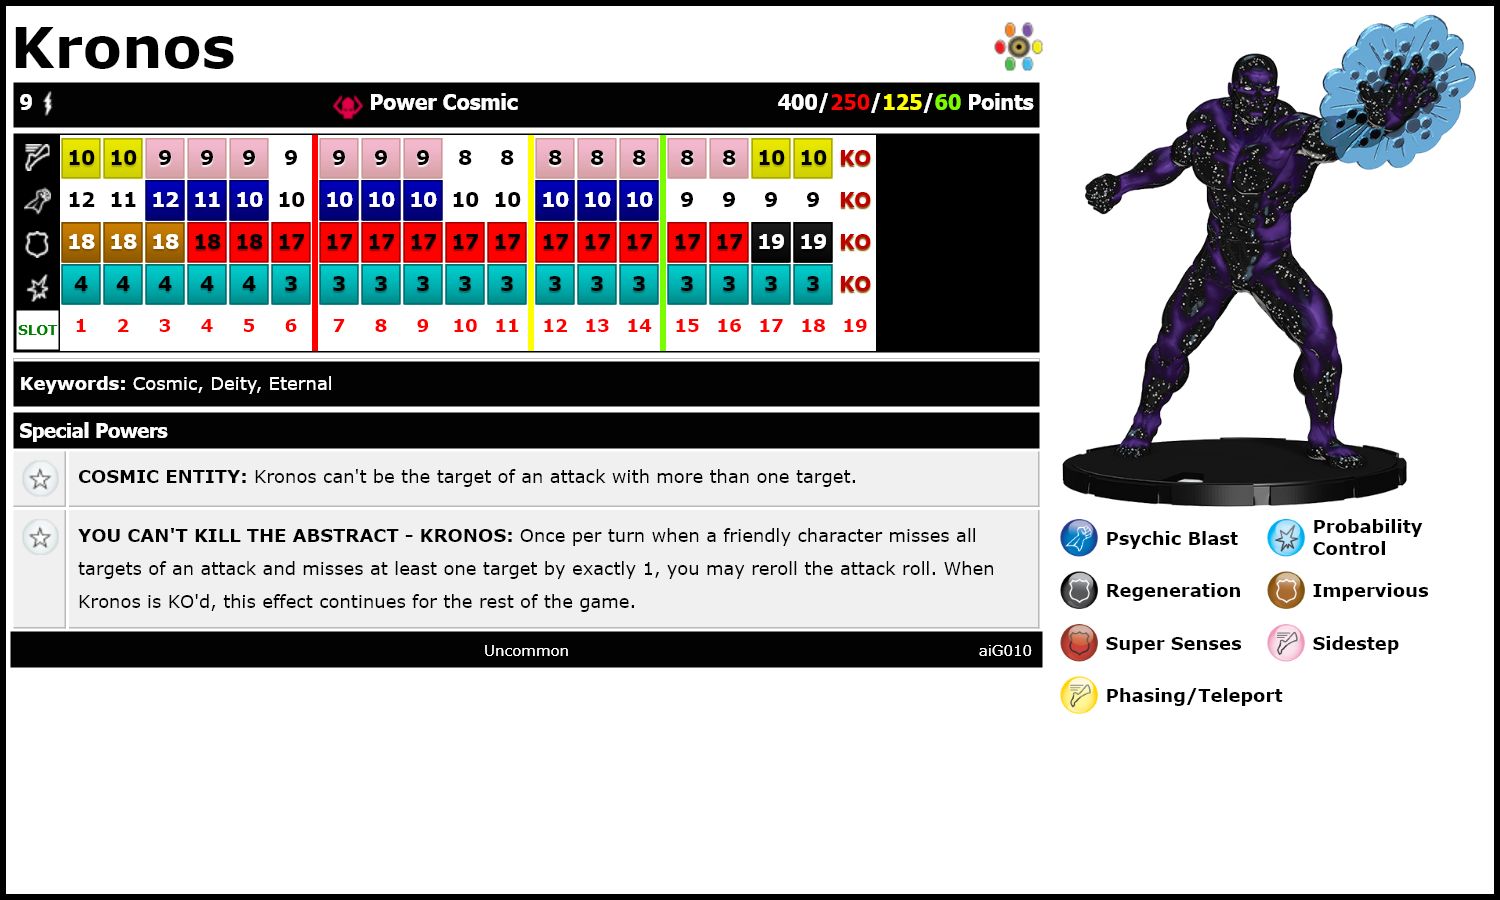 Kronos
9 Power Cosmic 400/250/125/60 Points
10 10 9 9 9 9 9 9 9 8 8 8 8 8 8 8 10 10 KO
12 11 12 11 10 10 10 10 10 10 10 10 10 10 9 9 9 9 KO
18 18 18 18 18 17 17 17 17 17 17 17 17 17 17 17 19 19 KO
4 4 4 4 4 3 3 3 3 3 3 3 3 3 3 3 3 3 KO
SLOT 1 2 3 4 5 6 7 8 9 10 11 12 13 14 15 16 17 18 19
Keywords: Cosmic, Deity, Eternal
Special Powers
COSMIC ENTITY: Kronos can't be the target of an attack with more than one target.
YOU CAN'T KILL THE ABSTRACT - KRONOS: Once per turn when a friendly character misses all
targets of an attack and misses at least one target by exactly 1, you may reroll the attack roll. When
Kronos is KO'd, this effect continues for the rest of the game.
Uncommon aiG010
Psychic Blast
Probability
Control
Regeneration
Impervious
Super Senses
Sidestep
Phasing/Teleport